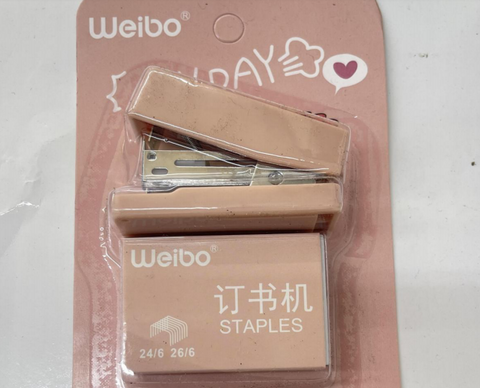 Weibo®
DAY
Weibo®
订书机
STAPLES
24/6 26/6